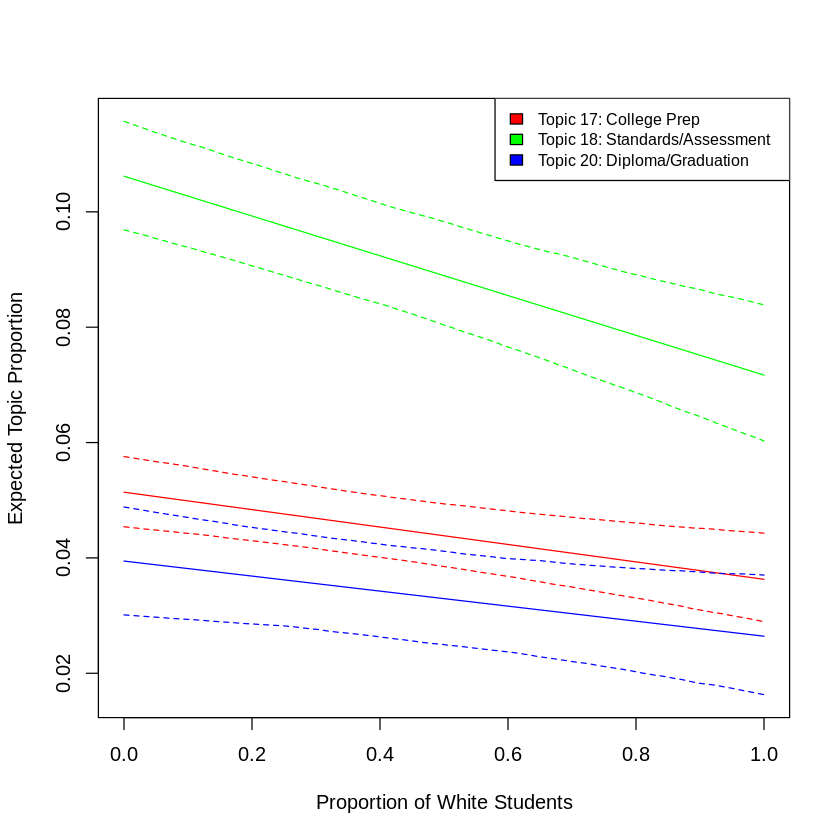 Topic 17: College Prep
Topic 18: Standards/Assessment
Topic 20: Diploma/Graduation
Expected Topic Proportion
0.10
0.08
0.06
0.04
0.02
0.0 0.2 0.4 0.6 0.8 1.0
Proportion of White Students